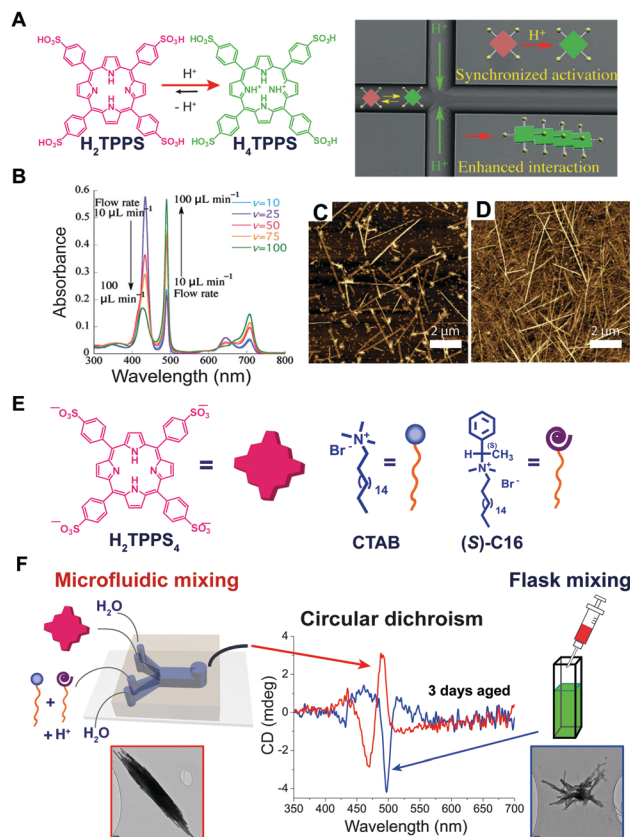 A
HO₃S
SO₃H
HO₃S
SO₃H
N
H
N
N
H
N
H⁺
- H⁺
HO₃S
SO₃H
HO₃S
SO₃H
N
H
NH⁺
NH⁺
H
N
H₂TPPS
H₄TPPS
H⁺
H⁺
H⁺
Synchronized activation
Enhanced interaction
B
Absorbance
0.6
0.5
0.4
0.3
0.2
0.1
0
300 400 500 600 700 800
Wavelength (nm)
Flow rate
10 µL min⁻¹
100
µL min⁻¹
100 µL min⁻¹
10 µL min⁻¹
Flow rate
v=10
v=25
v=50
v=75
v=100
C
2 µm
D
2 µm
E
⁻O₃S
SO₃⁻
⁻O₃S
SO₃⁻
N
H
N
N
H
N
H₂TPPS₄
=
N⁺
Br⁻
14
=
CTAB
(S)
H
CH₃
N⁺
Br⁻
14
=
(S)-C16
F
Microfluidic mixing
H₂O
+
+ H⁺
H₂O
Circular dichroism
3 days aged
CD (mdeg)
4
2
0
-2
-4
350 400 450 500 550 600 650 700
Wavelength (nm)
Flask mixing